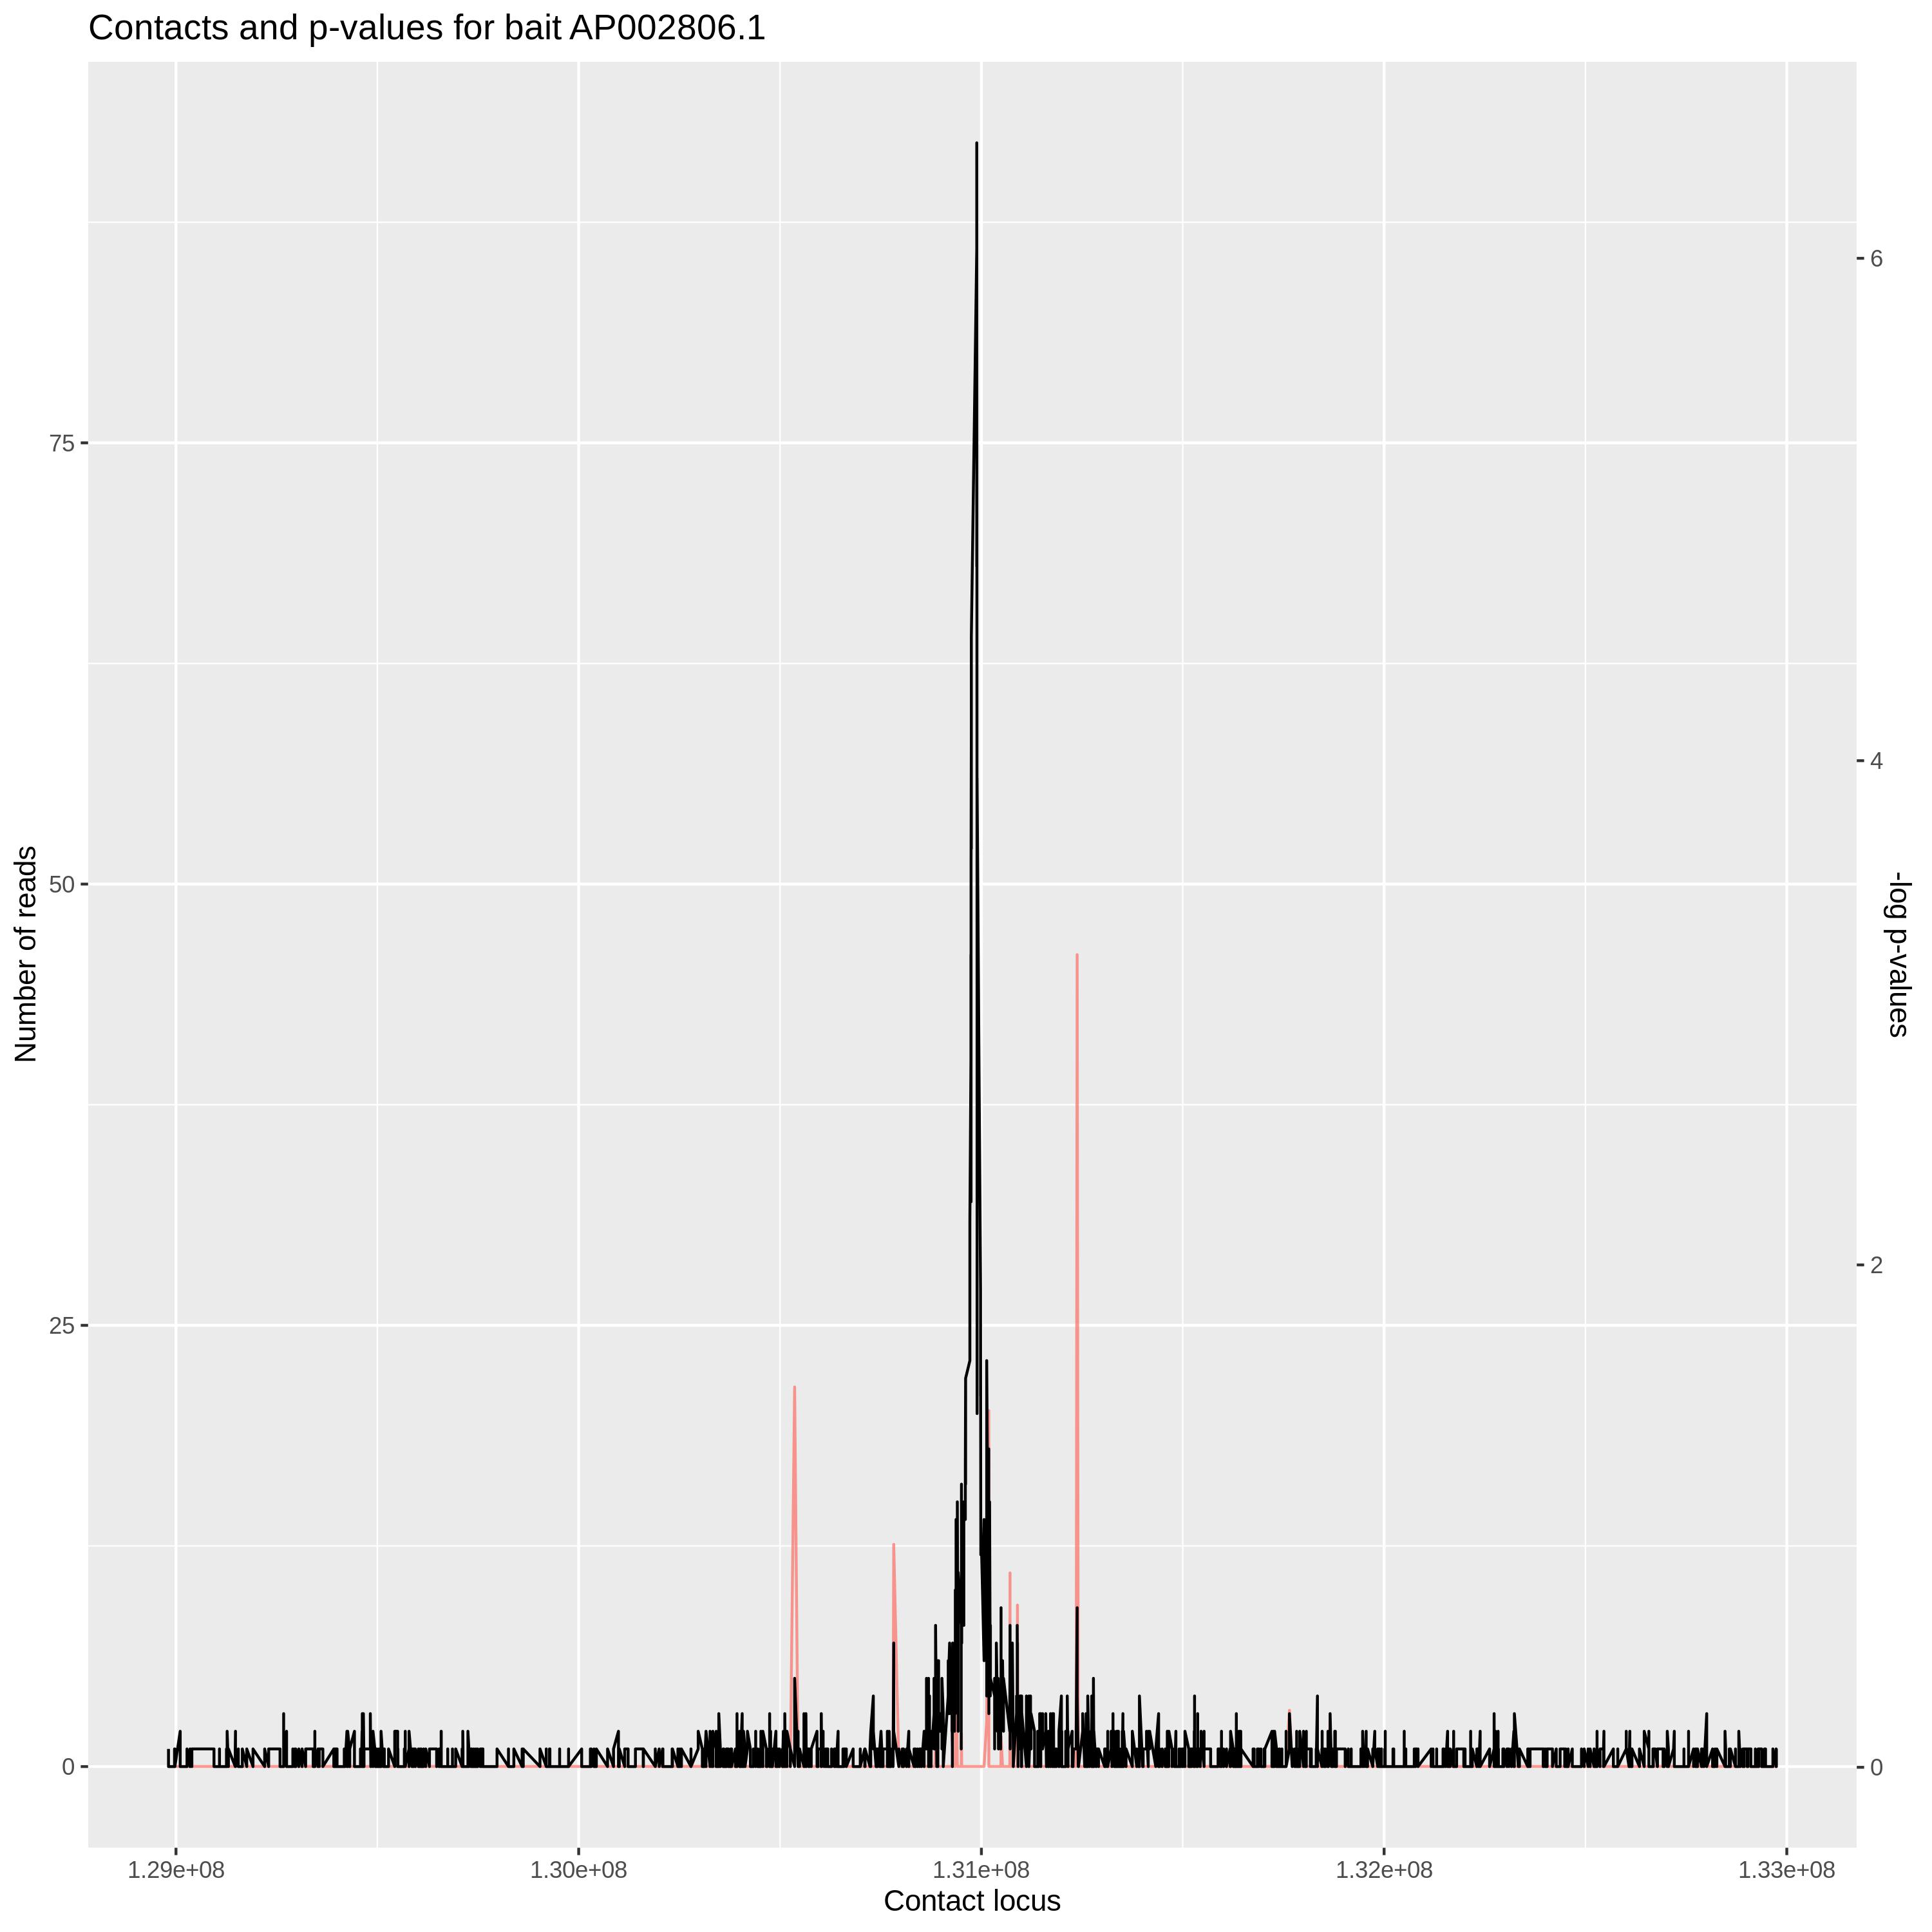 Contacts and p-values for bait AP002806.1
Number of reads
75
50
25
0
6
4
2
0
-log p-values
1.29e+08 1.30e+08 1.31e+08 1.32e+08 1.33e+08
Contact locus